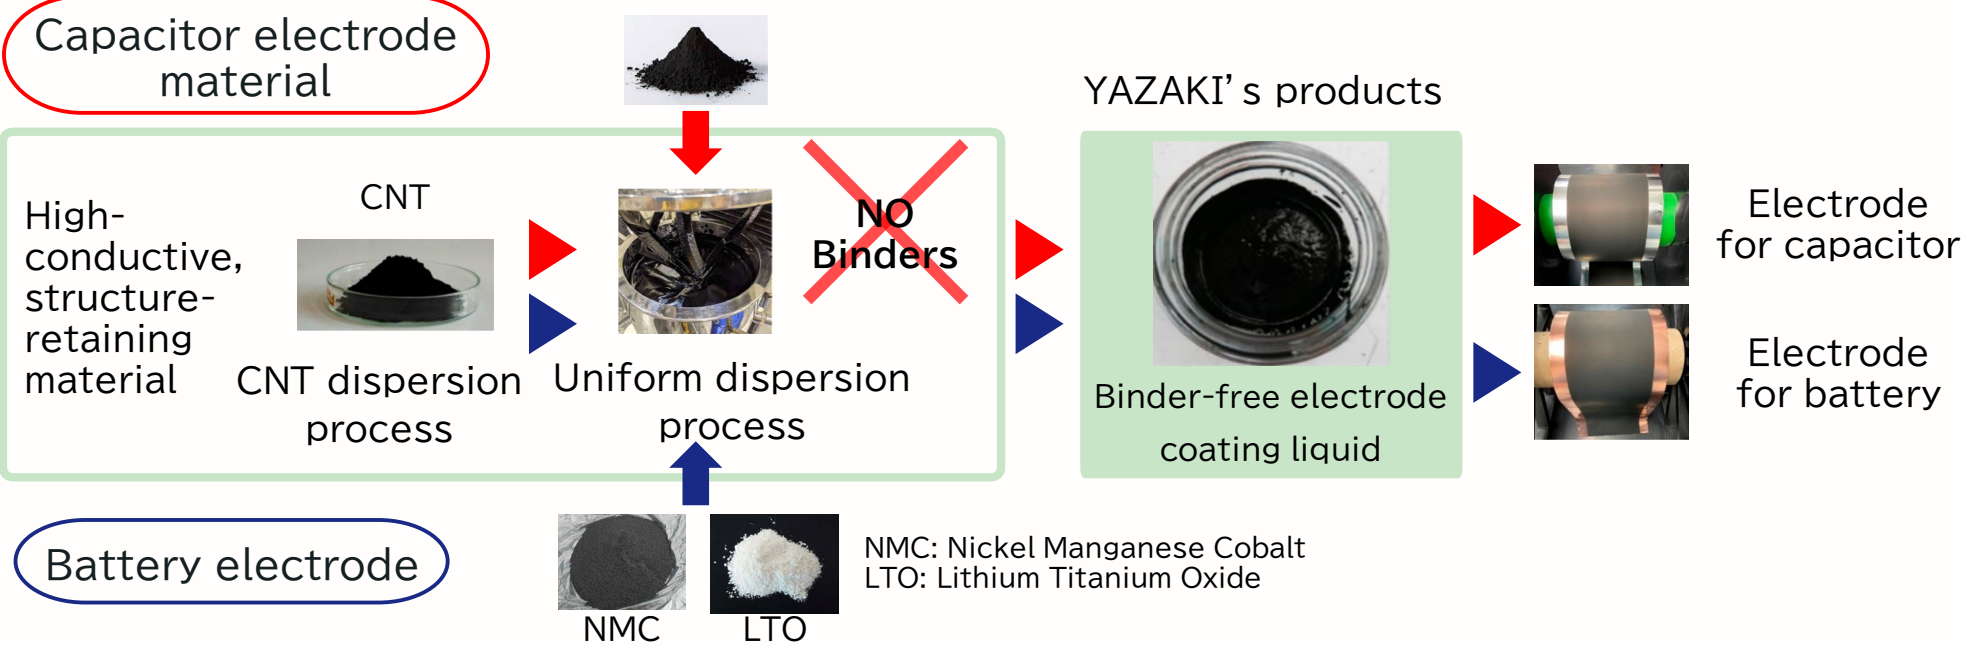 Capacitor electrode
material
YAZAKI’s products
High-
conductive,
structure-
retaining
material
CNT
CNT dispersion
process
NO
Binders
Uniform dispersion
process
Binder-free electrode
coating liquid
Electrode
for capacitor
Electrode
for battery
Battery electrode
NMC
LTO
NMC: Nickel Manganese Cobalt
LTO: Lithium Titanium Oxide